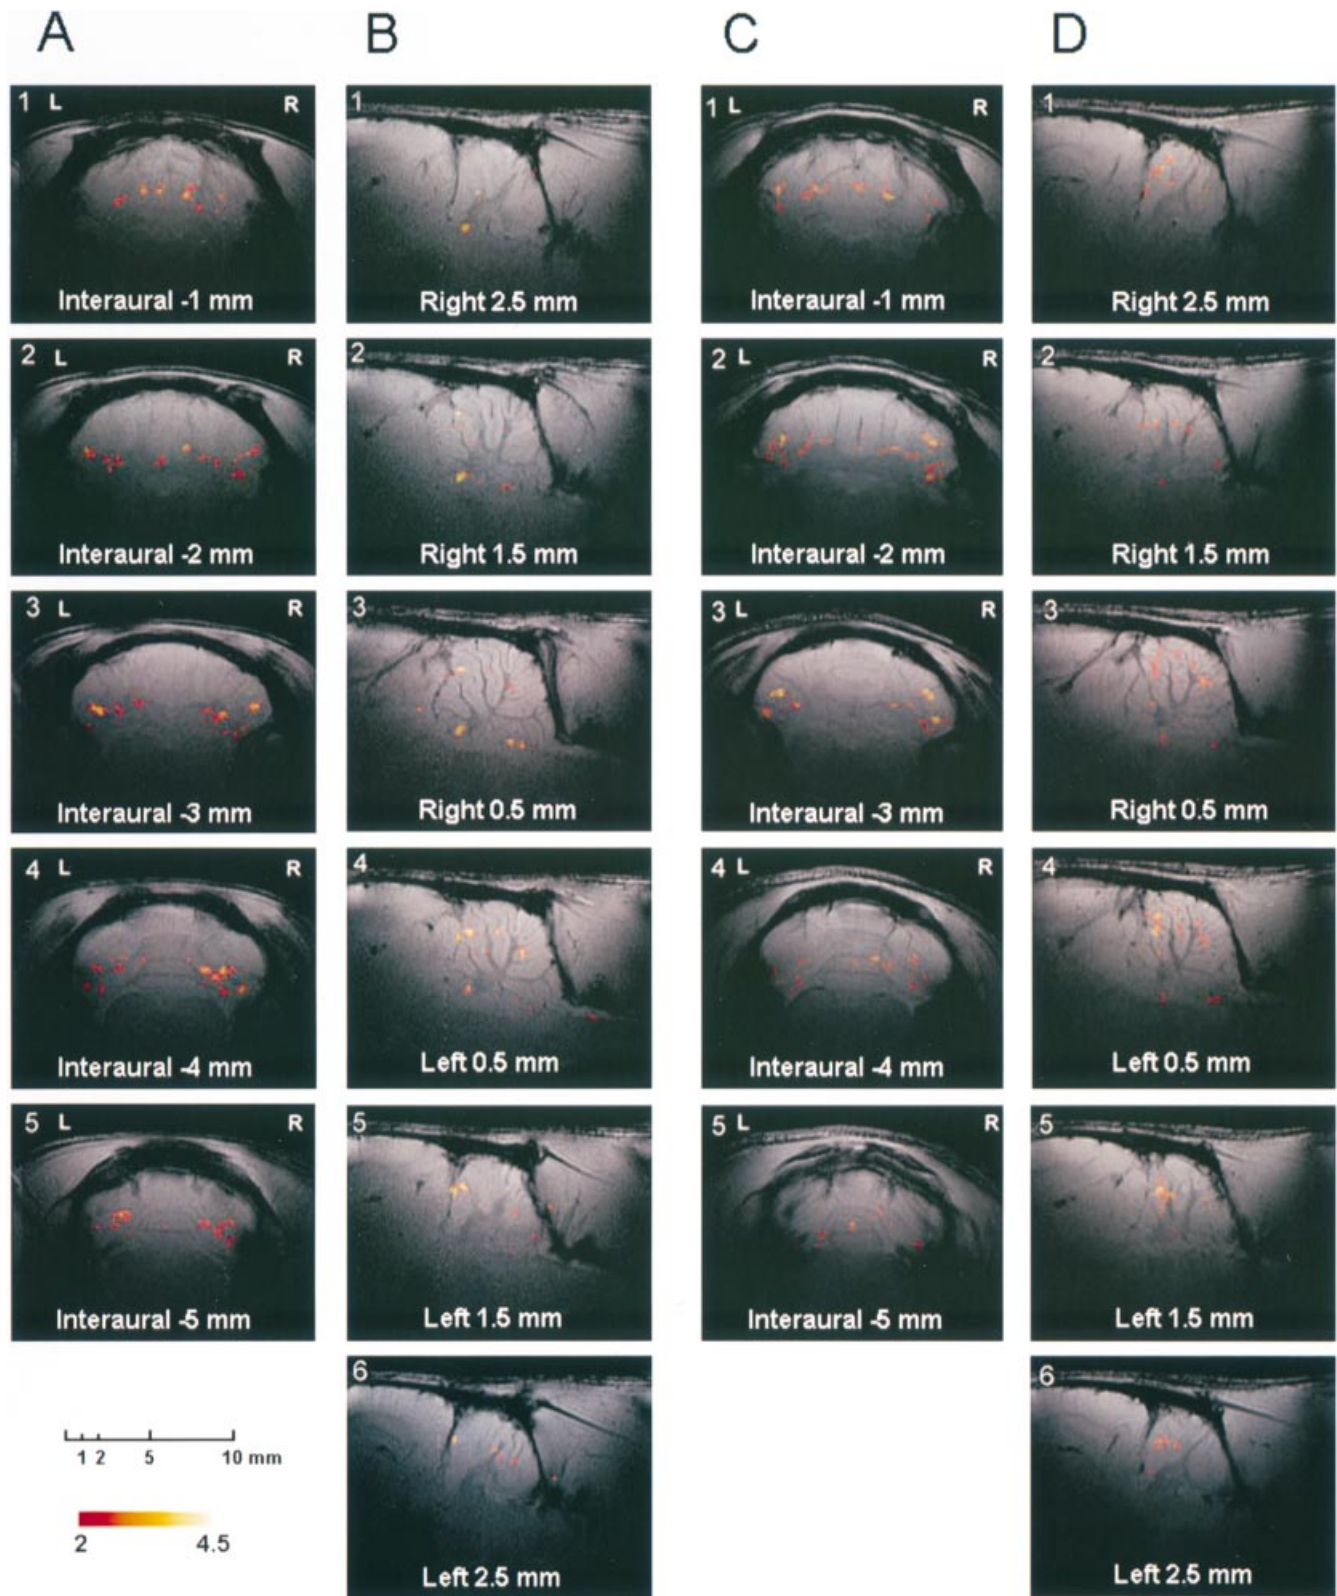 A B C D
1 L R
Interaural -1 mm
1
Right 2.5 mm
1 L R
Interaural -1 mm
1
Right 2.5 mm
2 L R
Interaural -2 mm
2
Right 1.5 mm
2 L R
Interaural -2 mm
2
Right 1.5 mm
3 L R
Interaural -3 mm
3
Right 0.5 mm
3 L R
Interaural -3 mm
3
Right 0.5 mm
4 L R
Interaural -4 mm
4
Left 0.5 mm
4 L R
Interaural -4 mm
4
Left 0.5 mm
5 L R
Interaural -5 mm
5
Left 1.5 mm
5 L R
Interaural -5 mm
5
Left 1.5 mm
1 2 5 10 mm
2 4.5
6
Left 2.5 mm
6
Left 2.5 mm